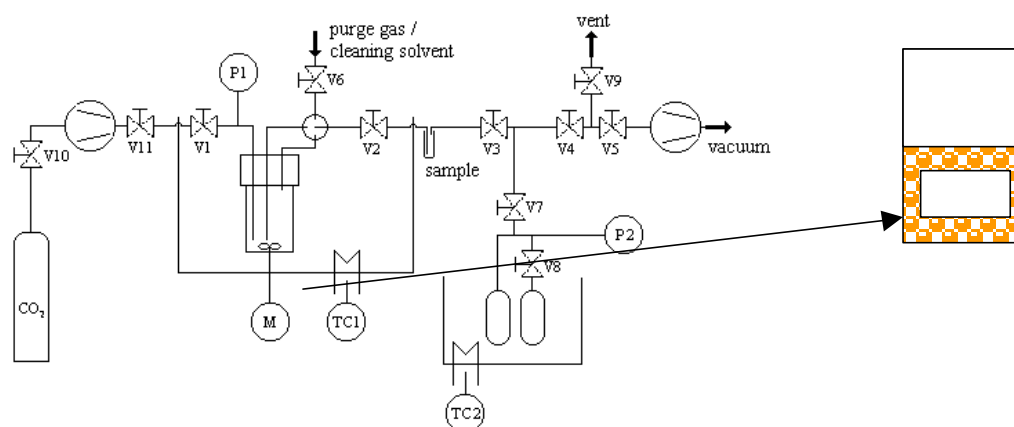 purge gas /
cleaning solvent
vent
P1
V6
V9
V10
V11
V1
V2
sample
V3
V4
V5
vacuum
V7
P2
V8
CO2
M
TC1
TC2